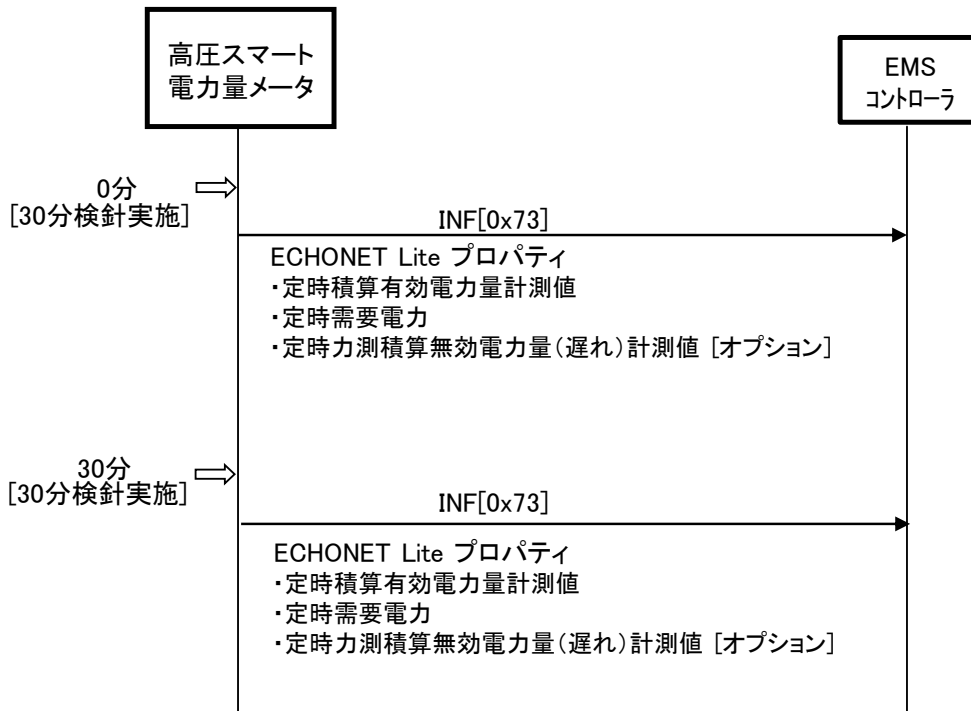 高圧スマート
電力量メータ
EMS
コントローラ
0分
[30分検針実施]
INF[0x73]
ECHONET Lite プロパティ
・定時積算有効電力量計測値
・定時需要電力
・定時力測積算無効電力量(遅れ)計測値 [オプション]
30分
[30分検針実施]
INF[0x73]
ECHONET Lite プロパティ
・定時積算有効電力量計測値
・定時需要電力
・定時力測積算無効電力量(遅れ)計測値 [オプション]